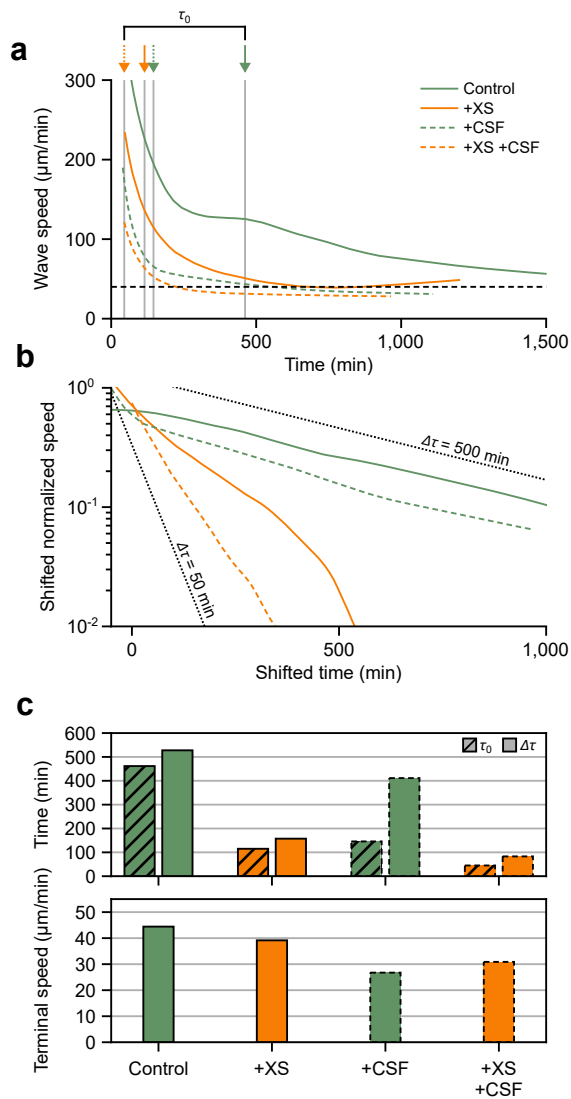 τ0
a
300
200
100
0
Wave speed (µm/min)
Control
+XS
+CSF
+XS +CSF
0
500
1,000
1,500
Time (min)
b
10^0
10^-1
10^-2
Shifted normalized speed
Δτ = 500 min
Δτ = 50 min
0
500
1,000
Shifted time (min)
c
600
500
400
300
200
100
0
Time (min)
τ0 Δτ
50
40
30
20
10
0
Terminal speed (µm/min)
Control
+XS
+CSF
+XS
+CSF